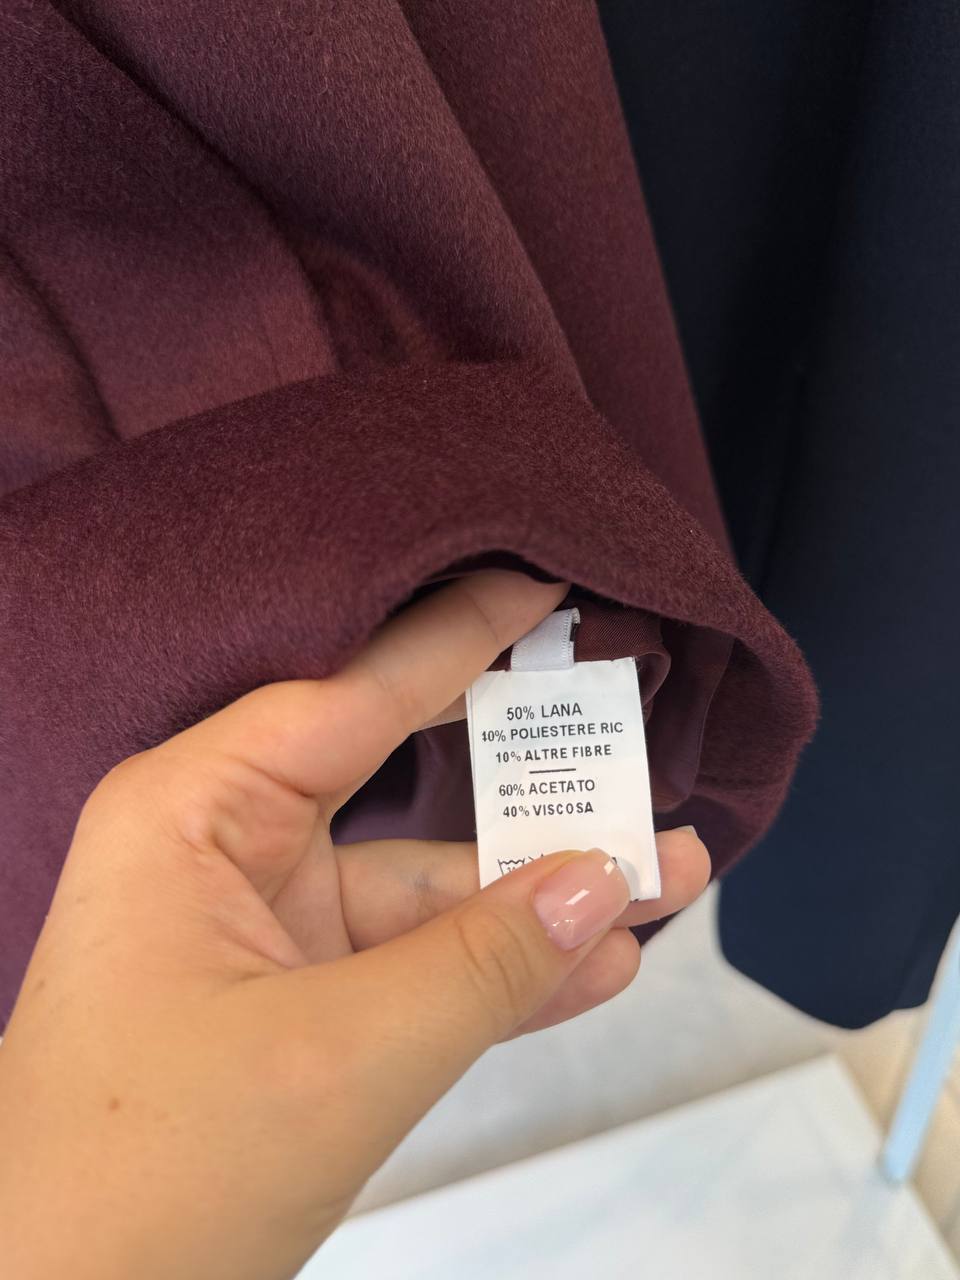 50% LANA
40% POLIESTERE RIC
10% ALTRE FIBRE
60% ACETATO
40% VISCOSA